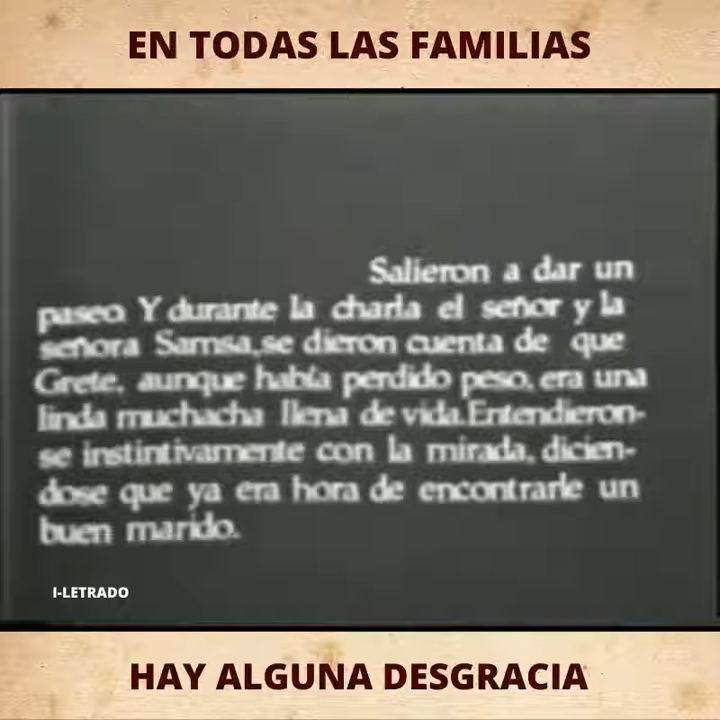 EN TODAS LAS FAMILIAS
Salieron a dar un
paseo. Y durante la charla el señor y la
señora Samsa,se dieron cuenta de que
Grete, aunque había perdido peso, era una
linda muchacha llena de vida.Entendieron-
se instintivamente con la mirada, dicien-
dose que ya era hora de encontrarle un
buen marido.
I-LETRADO
HAY ALGUNA DESGRACIA